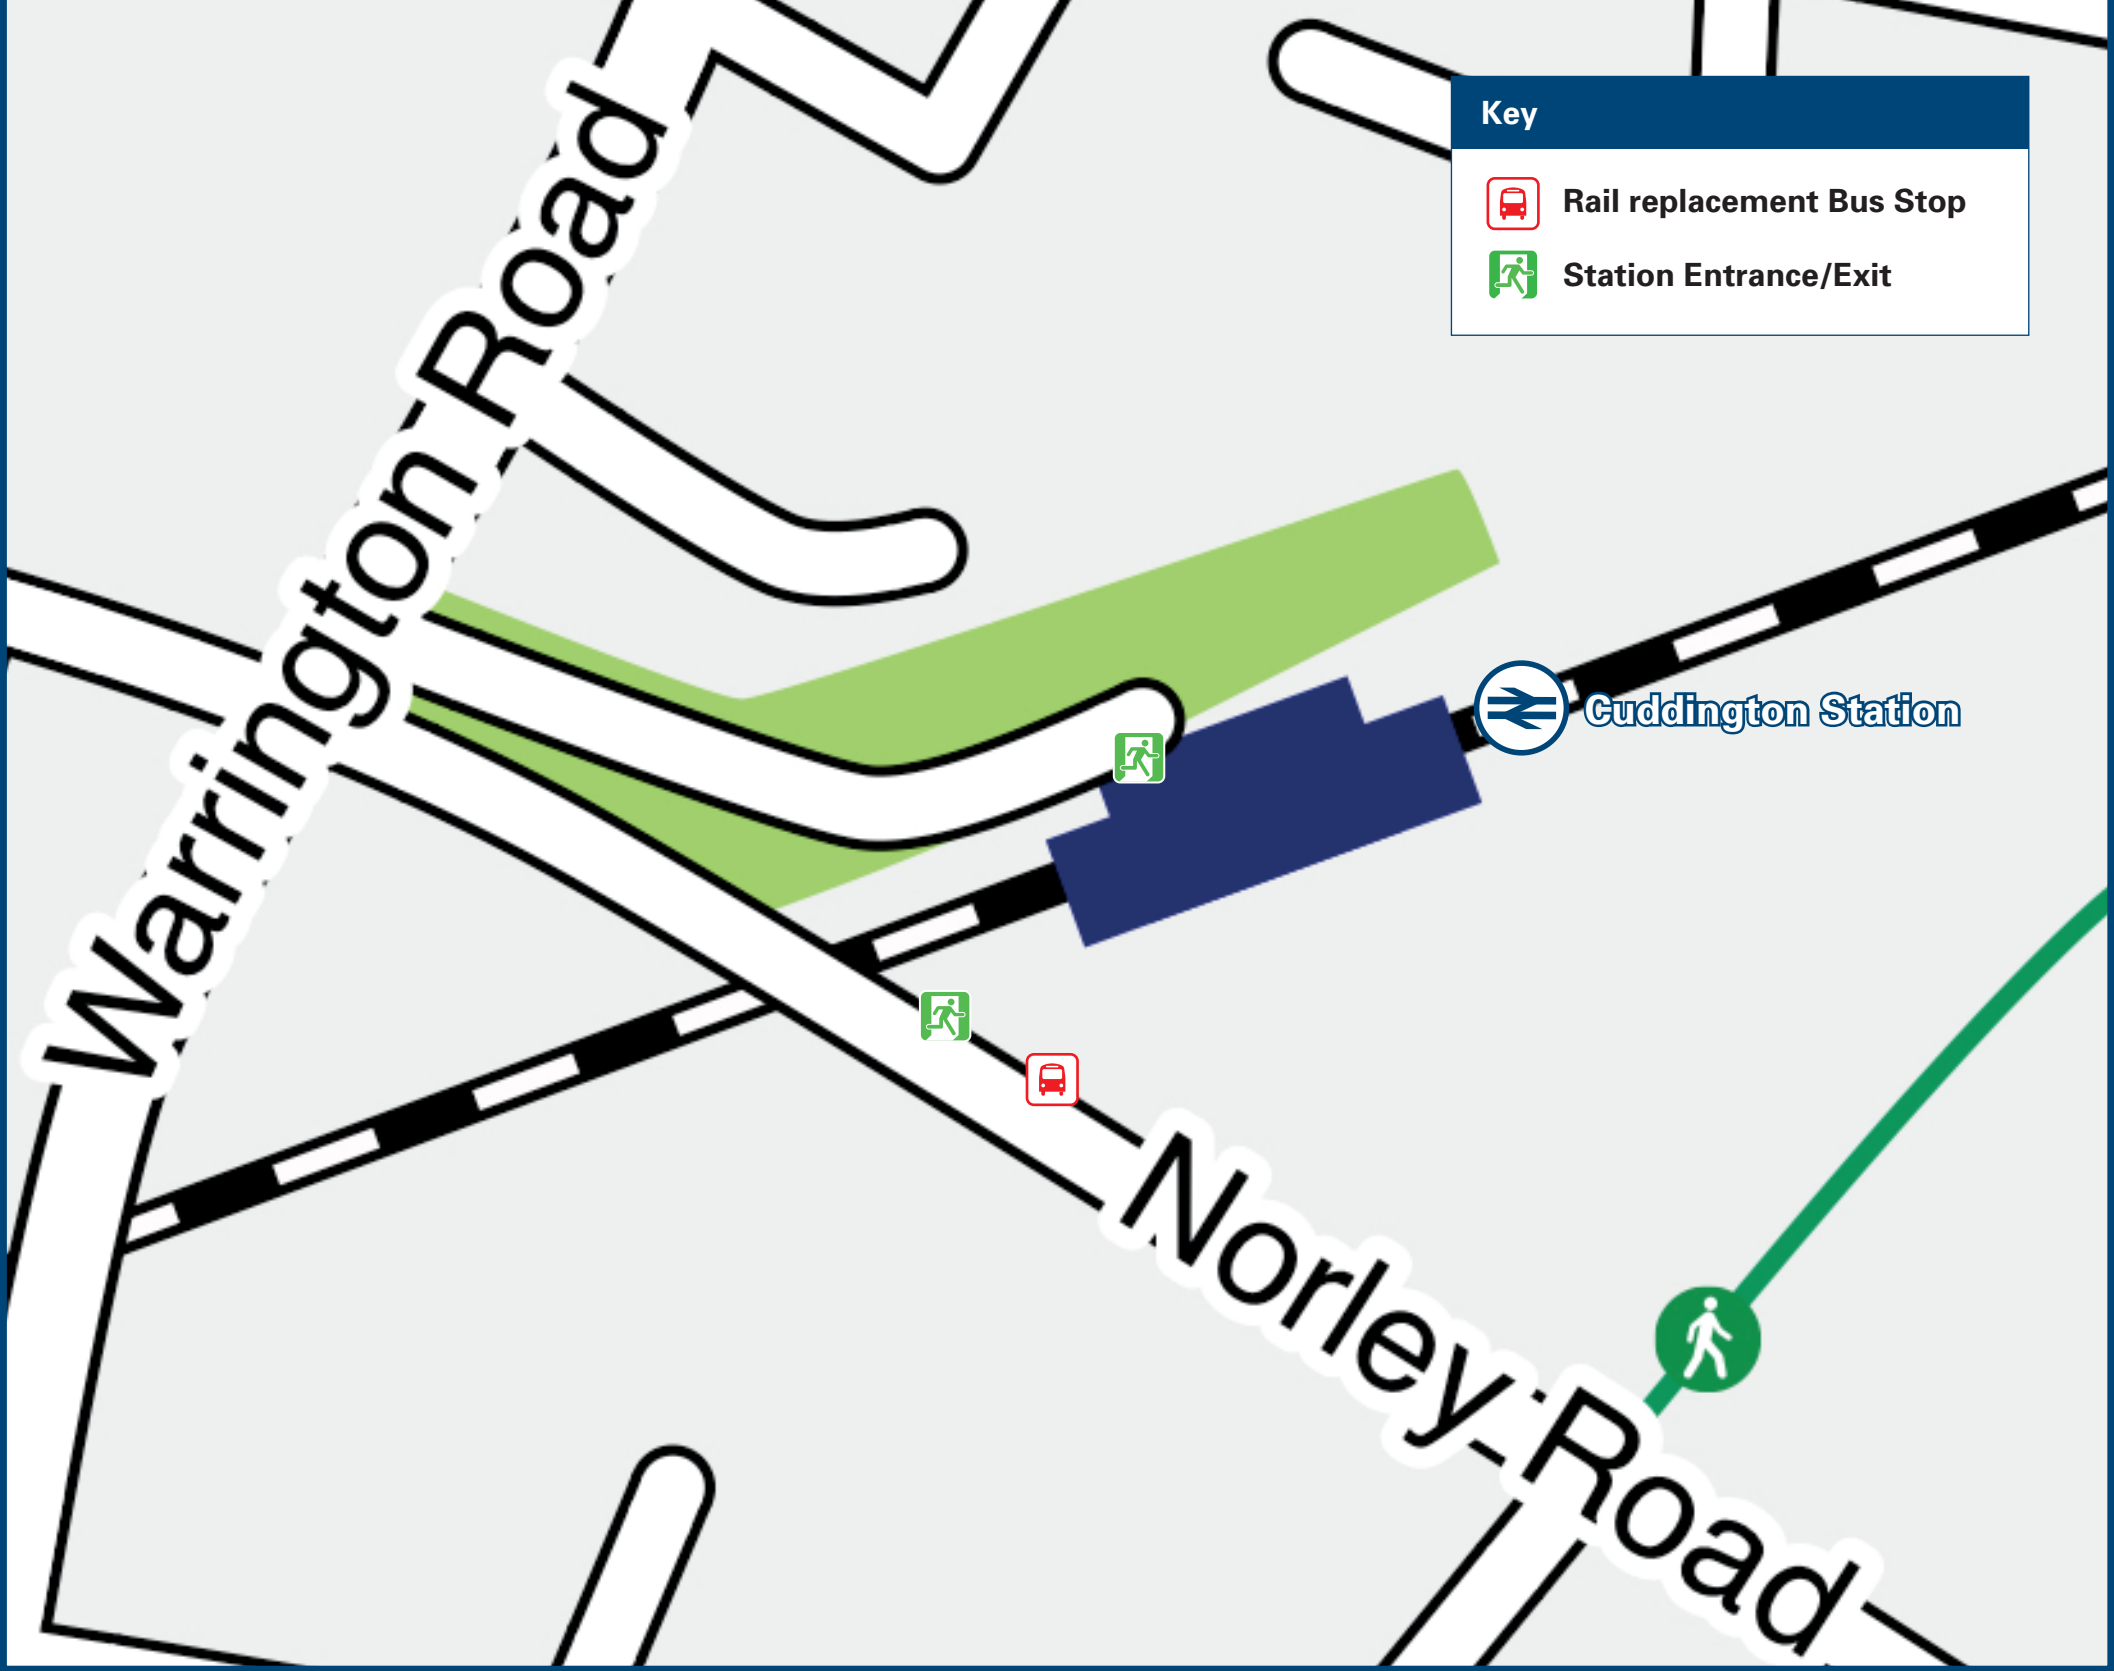 Warrington Road
Key
Rail replacement Bus Stop
Station Entrance/Exit
Cuddington Station
Norley Road